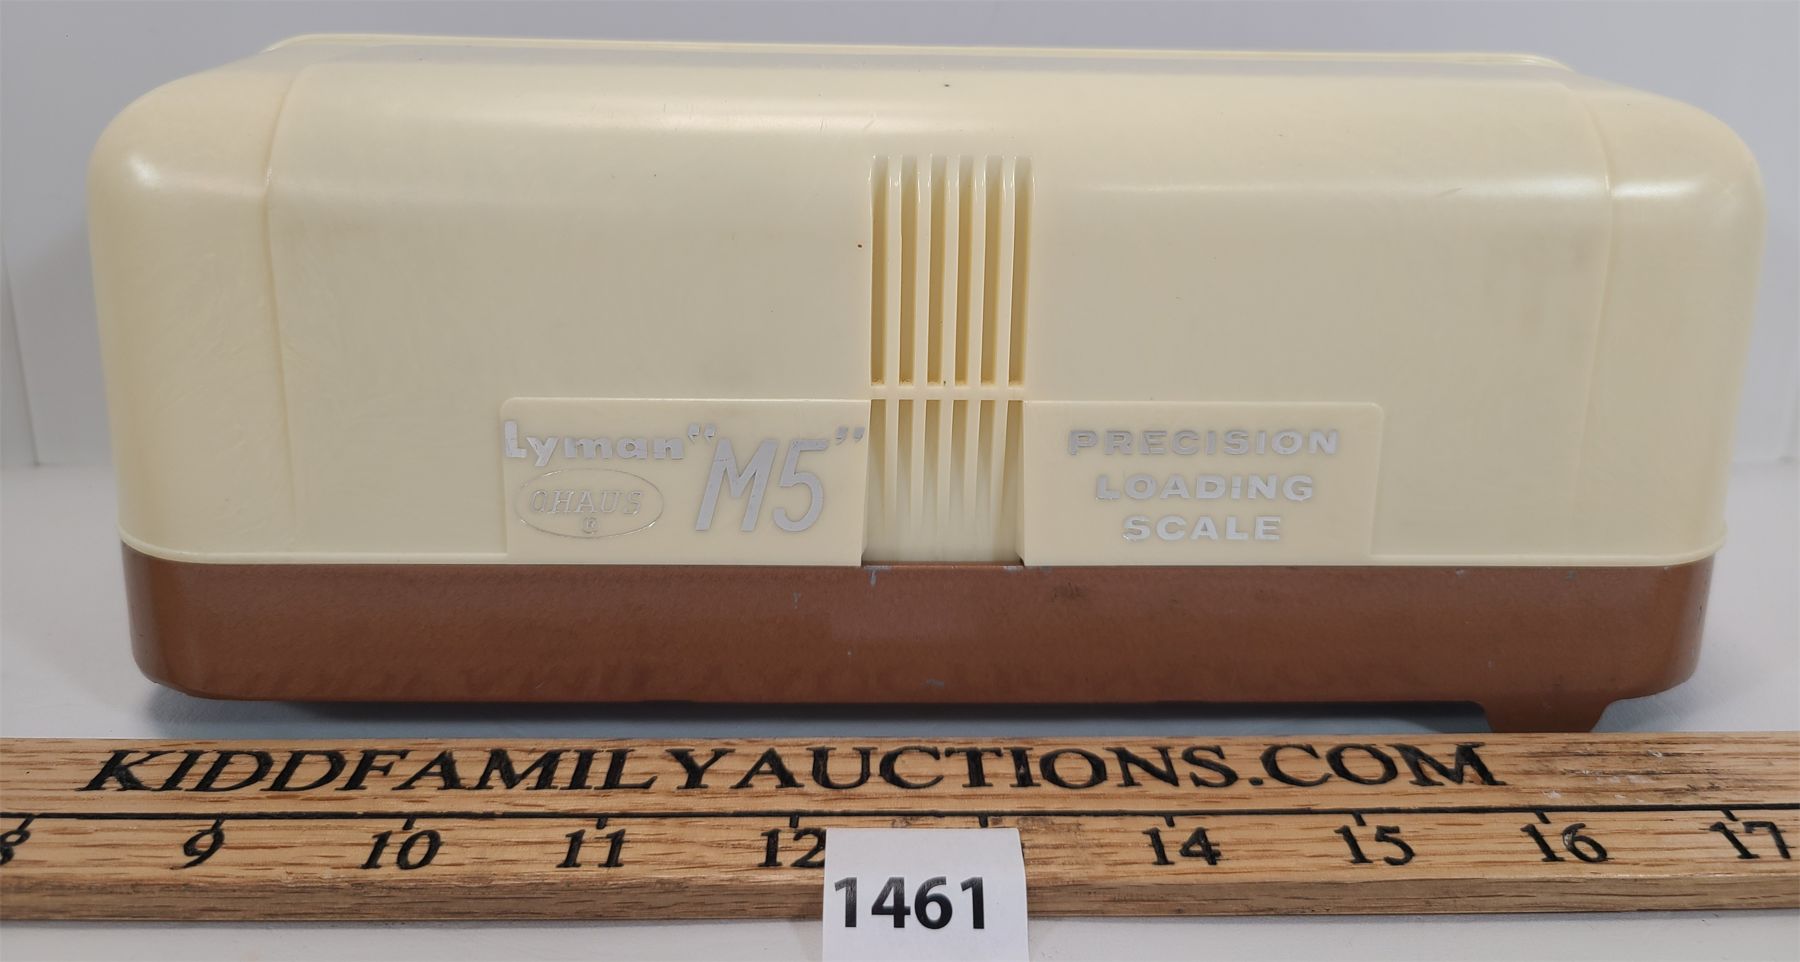 Lyman "M5"
OHAUS
PRECISION
LOADING
SCALE
KIDDFAMILYAUCTIONS.COM
8 9 10 11 12 14 15 16 17
1461